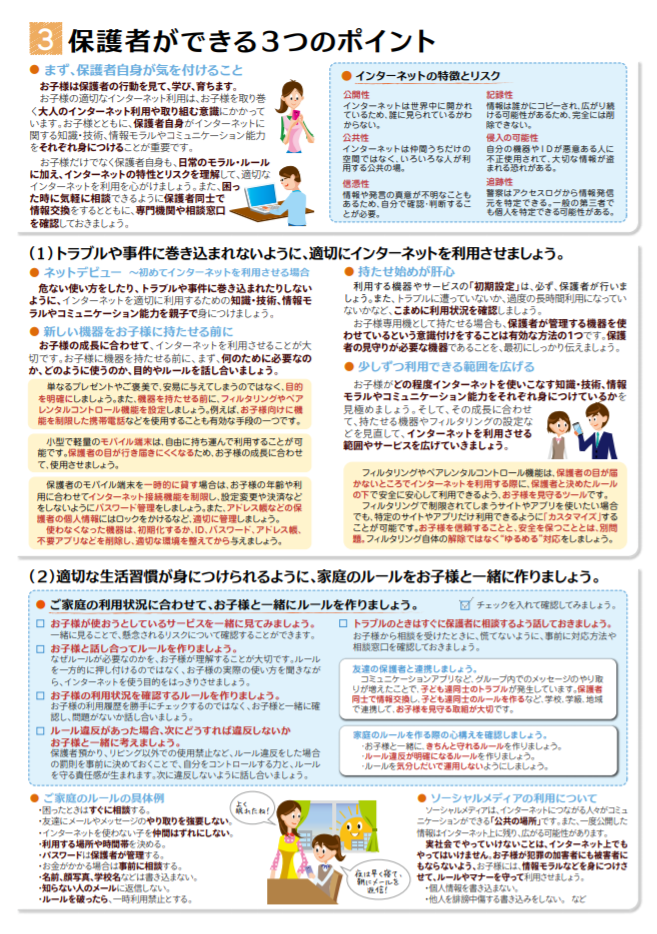 3 保護者ができる3つのポイント
● まず、保護者自身が気を付けること
お子様は保護者の行動を見て、学び、育ちます。
お子様の適切なインターネット利用は、お子様を取り巻
く大人のインターネット利用や取り組む意識にかかってい
ます。お子様とともに、保護者自身がインターネットに
関する知識・技術、情報モラルやコミュニケーション能力
をそれぞれ身につけることが重要です。
お子様だけでなく保護者自身も、日常のモラル・ルール
に加え、インターネットの特性とリスクを理解して、適切な
インターネットを利用を心がけましょう。また、困っ
た時に気軽に相談できるように保護者同士で
情報交換をするとともに、専門機関や相談窓口
を確認しておきましょう。
● インターネットの特徴とリスク
公開性
インターネットは世界中に開かれ
ているため、誰に見られているかわ
からない。
公共性
インターネットは仲間うちだけの
空間ではなく、いろいろな人が利
用する公共の場。
信憑性
情報や発言の真意が不明なことも
あるため、自分で確認・判断するこ
とが必要。
記録性
情報は誰かにコピーされ、広がり続
ける可能性があるため、完全には削
除できない。
侵入の可能性
自分の機器やIDが悪意ある人に
不正使用されて、大切な情報が盗
まれる恐れがある。
追跡性
警察はアクセスログから情報発信
元を特定できる。一般の第三者で
も個人を特定できる可能性がある。
(1)トラブルや事件に巻き込まれないように、適切にインターネットを利用させましょう。
● ネットデビュー ～初めてインターネットを利用させる場合
危ない使い方をしたり、トラブルや事件に巻き込まれたりしない
ように、インターネットを適切に利用するための知識・技術、情報モ
ラルやコミュニケーション能力を親子で身につけましょう。
● 新しい機器をお子様に持たせる前に
お子様の成長に合わせて、インターネットを利用させることが大
切です。お子様に機器を持たせる前に、まず、何のために必要なの
か、どのように使うのか、目的やルールを話し合いましょう。
単なるプレゼントやご褒美で、安易に与えてしまうのではなく、目的
を明確にしましょう。また、機器を持たせる前に、フィルタリングやペア
レンタルコントロール機能を設定しましょう。例えば、お子様向けに機
能を制限した携帯電話などを使用することも有効な手段の一つです。
小型で軽量のモバイル端末は、自由に持ち運んで利用することが可
能です。保護者の目が行き届きにくくなるため、お子様の成長に合わせ
て、使用させましょう。
保護者のモバイル端末を一時的に貸す場合は、お子様の年齢や利
用に合わせてインターネット接続機能を制限し、設定変更や決済など
をしないようにパスワード管理をしましょう。また、アドレス帳などの保
護者の個人情報にはロックをかけるなど、適切に管理しましょう。
使わなくなった機器は、初期化するか、ID、パスワード、アドレス帳、
不要アプリなどを削除し、適切な環境を整えてから与えましょう。
● 持たせ始めが肝心
利用する機器やサービスの「初期設定」は、必ず、保護者が行いま
しょう。また、トラブルに遭っていないか、過度の長時間利用になってい
ないかなど、こまめに利用状況を確認しましょう。
お子様専用機として持たせる場合も、保護者が管理する機器を使
わせているという意識付けをすることは有効な方法の1つです。保護
者の見守りが必要な機器であることを、最初にしっかり伝えましょう。
● 少しずつ利用できる範囲を広げる
お子様がどの程度インターネットを使いこなす知識・技術、情報
モラルやコミュニケーション能力をそれぞれ身につけているかを
見極めましょう。そして、その成長に合わせ
て、持たせる機器やフィルタリングの設定な
どを見直して、インターネットを利用させる
範囲やサービスを広げていきましょう。
フィルタリングやペアレンタルコントロール機能は、保護者の目が届
かないところでインターネットを利用する際に、保護者と決めたルール
の下で安全に安心して利用できるよう、お子様を見守るツールです。
フィルタリングで制限されてしまうサイトやアプリを使いたい場合
でも、特定のサイトやアプリだけ利用できるように「カスタマイズ」する
ことが可能です。お子様を信頼することと、安全を保つこととは、別問
題。フィルタリング自体の解除ではなく“ゆるめる”対応をしましょう。
(2)適切な生活習慣が身につけられるように、家庭のルールをお子様と一緒に作りましょう。
● ご家庭の利用状況に合わせて、お子様と一緒にルールを作りましょう。
チェックを入れて確認してみましょう。
□ お子様が使おうとしているサービスを一緒に見てみましょう。
一緒に見ることで、懸念されるリスクについて確認することができます。
□ お子様と話し合ってルールを作りましょう。
なぜルールが必要なのかを、お子様が理解することが大切です。ルール
を一方的に押し付けるのではなく、お子様の実際の使い方を聞きなが
ら、インターネットを使う目的をはっきりさせましょう。
□ お子様の利用状況を確認するルールを作りましょう。
お子様の利用履歴を勝手にチェックするのではなく、お子様と一緒に確
認し、問題がないか話し合いましょう。
□ ルール違反があった場合、次にどうすれば違反しないか
お子様と一緒に考えましょう。
保護者預かり、リビング以外での使用禁止など、ルール違反をした場合
の罰則を事前に決めておくことで、自分をコントロールする力と、ルール
を守る責任感が生まれます。次に違反しないように話し合いましょう。
□ トラブルのときはすぐに保護者に相談するよう話しておきましょう。
お子様から相談を受けたときに、慌てないように、事前に対応方法や
相談窓口を確認しておきましょう。
友達の保護者と連携しましょう。
コミュニケーションアプリなど、グループ内でのメッセージのやり取
りが増えたことで、子ども達同士のトラブルが発生しています。保護者
同士で情報交換し、子ども達同士のルールを作るなど、学校、学級、地域
で連携して、お子様を見守る取組が大切です。
家庭のルールを作る際の心構えを確認しましょう。
・お子様と一緒に、きちんと守れるルールを作りましょう。
・ルール違反が明確になるルールを作りましょう。
・ルールを気分しだいで運用しないようにしましょう。
● ご家庭のルールの具体例
・困ったときはすぐに相談する。
・友達にメールやメッセージのやり取りを強要しない。
・インターネットを使わない子を仲間はずれにしない。
・利用する場所や時間帯を決める。
・パスワードは保護者が管理する。
・お金がかかる場合は事前に相談する。
・名前、顔写真、学校名などは書き込まない。
・知らない人のメールに返信しない。
・ルールを破ったら、一時利用禁止とする。
よく
眠れたね!
夜は早く寝て、
朝にメールを
返信!
● ソーシャルメディアの利用について
ソーシャルメディアは、インターネットにつながる人々がコミュ
ニケーションができる「公共の場所」です。また、一度公開した
情報はインターネット上に残り、広がる可能性があります。
実社会でやっていけないことは、インターネット上でも
やってはいけません。お子様が犯罪の加害者にも被害者に
もならないよう、お子様には、情報モラルなどを身につけさ
せて、ルールやマナーを守って利用させましょう。
・個人情報を書き込まない。
・他人を誹謗中傷する書き込みをしない。 など